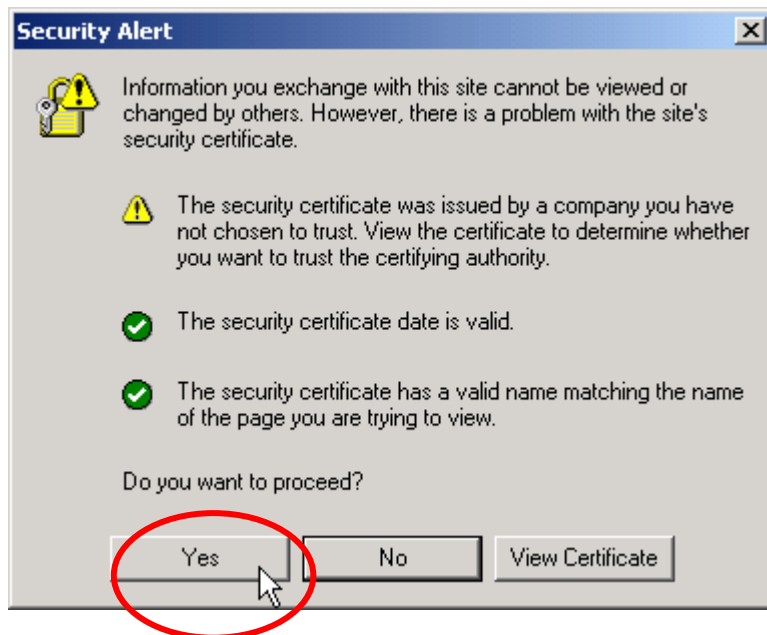 Security Alert
Information you exchange with this site cannot be viewed or
changed by others. However, there is a problem with the site's
security certificate.
The security certificate was issued by a company you have
not chosen to trust. View the certificate to determine whether
you want to trust the certifying authority.
The security certificate date is valid.
The security certificate has a valid name matching the name
of the page you are trying to view.
Do you want to proceed?
Yes No View Certificate